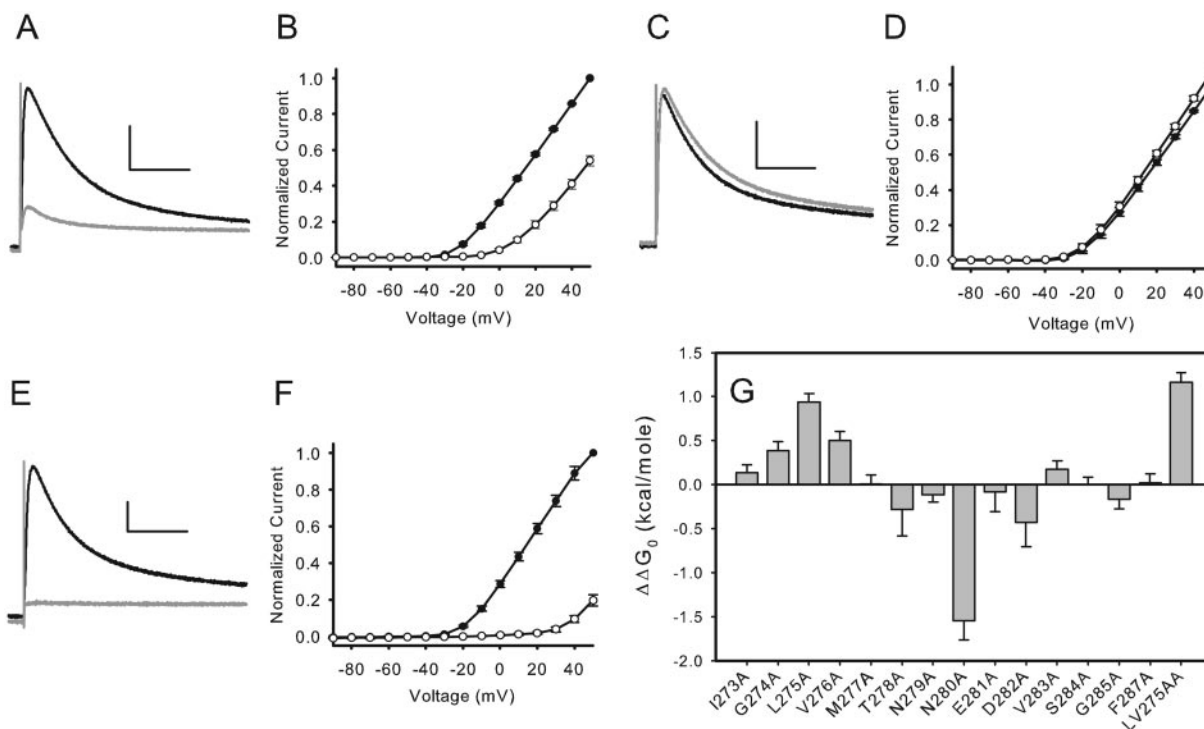 A
B
C
D
Normalized Current
1.0
0.8
0.6
0.4
0.2
0.0
-80 -60 -40 -20 0 20 40
Voltage (mV)
Normalized Current
1.0
0.8
0.6
0.4
0.2
0.0
-80 -60 -40 -20 0 20 40
Voltage (mV)
E
F
G
Normalized Current
1.0
0.8
0.6
0.4
0.2
0.0
-80 -60 -40 -20 0 20 40
Voltage (mV)
ΔΔG₀ (kcal/mole)
1.5
1.0
0.5
0.0
-0.5
-1.0
-1.5
-2.0
I273A
G274A
L275A
V276A
M277A
T278A
N279A
N280A
E281A
D282A
V283A
S284A
G285A
F287A
LV275AA